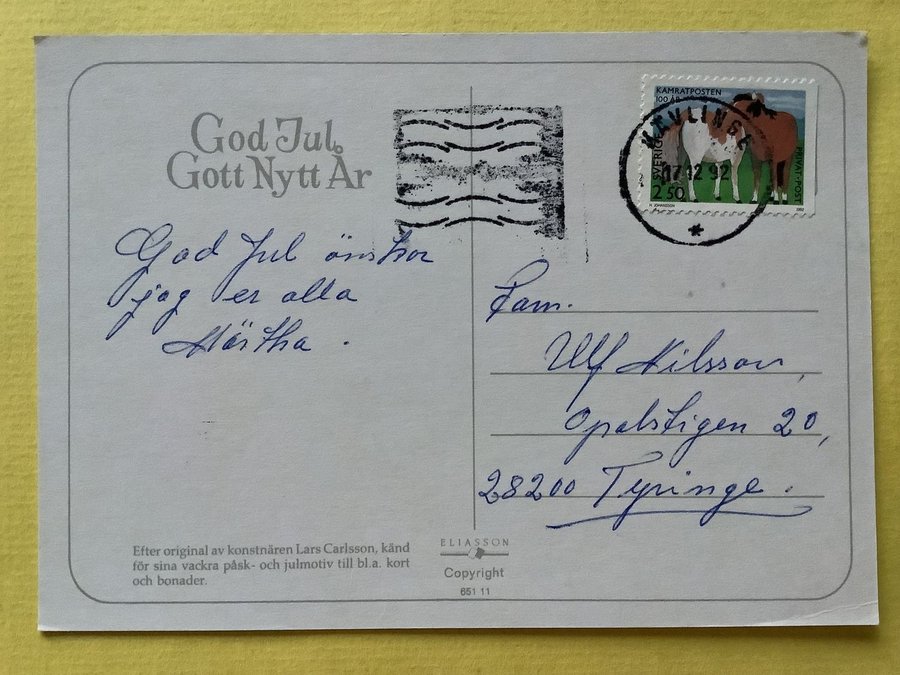 God Jul
Gott Nytt År
God Jul önskar
jag er alla
Märtha.
KAMRATPOSTEN
100 ÅR
SVERIGE
2'50
PRIVAT-POST
N. JOHANSSON
KÄVLINGE
17 12 92
*
Fam.
Ulf Nilsson,
Opalstigen 20,
28200 Tyringe.
Efter original av konstnären Lars Carlsson, känd
för sina vackra påsk- och julmotiv till bl.a. kort
och bonader.
ELIASSON
Copyright
651 11